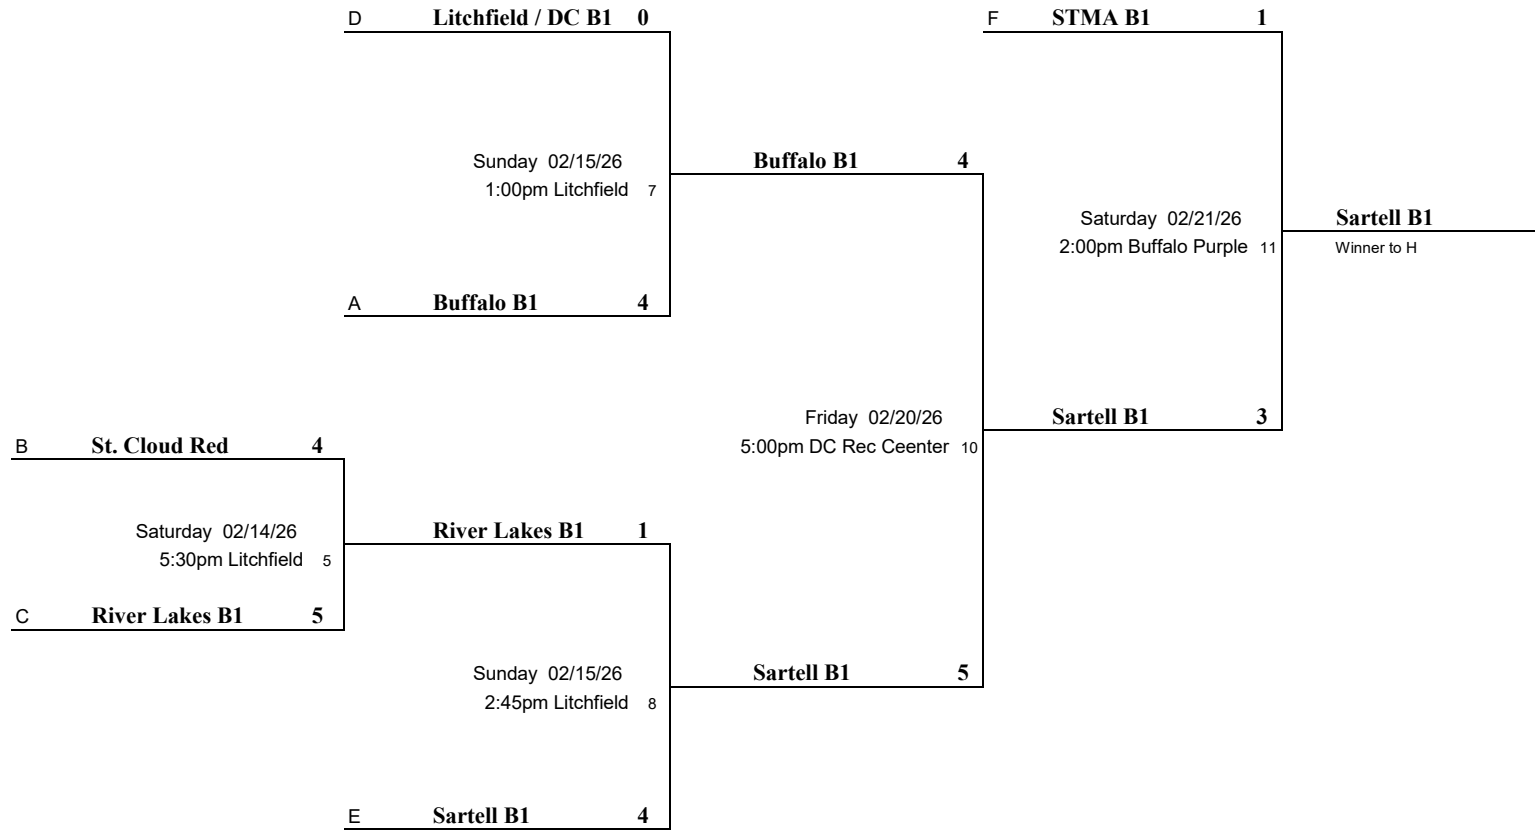 D Litchfield / DC B1 0
F STMA B1 1
Sunday 02/15/26
1:00pm Litchfield 7
Buffalo B1 4
Saturday 02/21/26
2:00pm Buffalo Purple 11
Sartell B1
Winner to H
A Buffalo B1 4
Friday 02/20/26
5:00pm DC Rec Ceenter 10
Sartell B1 3
B St. Cloud Red 4
Saturday 02/14/26
5:30pm Litchfield 5
River Lakes B1 1
C River Lakes B1 5
Sunday 02/15/26
2:45pm Litchfield 8
Sartell B1 5
E Sartell B1 4